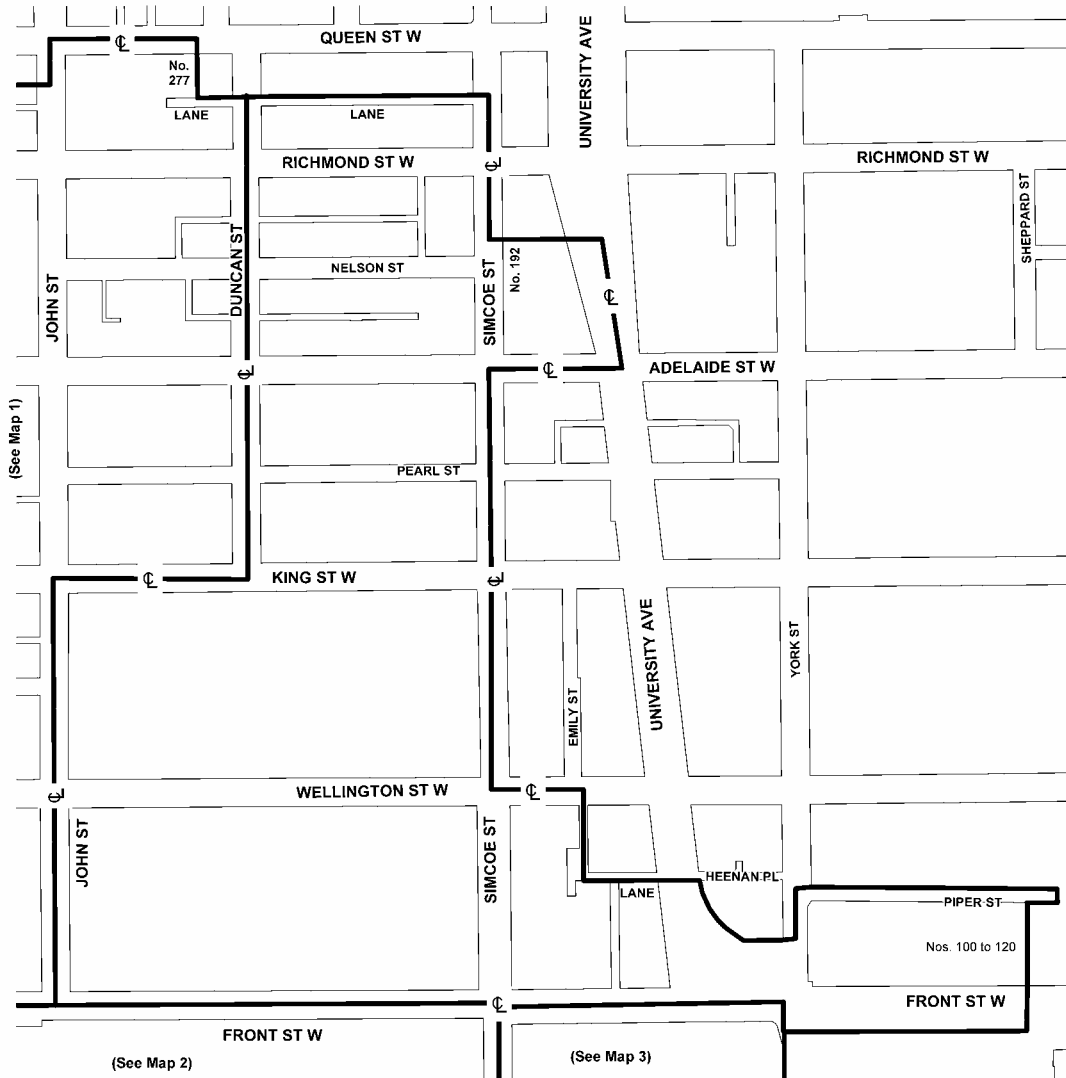 QUEEN ST W
UNIVERSITY AVE
℄
No.
277
LANE
LANE
RICHMOND ST W
℄
RICHMOND ST W
SHEPPARD ST
DUNCAN ST
NELSON ST
SIMCOE ST
No. 192
JOHN ST
℄
℄
℄
ADELAIDE ST W
(See Map 1)
PEARL ST
℄
KING ST W
℄
UNIVERSITY AVE
YORK ST
EMILY ST
℄
WELLINGTON ST W
℄
JOHN ST
SIMCOE ST
LANE
HEENAN PL
PIPER ST
Nos. 100 to 120
℄
FRONT ST W
FRONT ST W
(See Map 2)
(See Map 3)